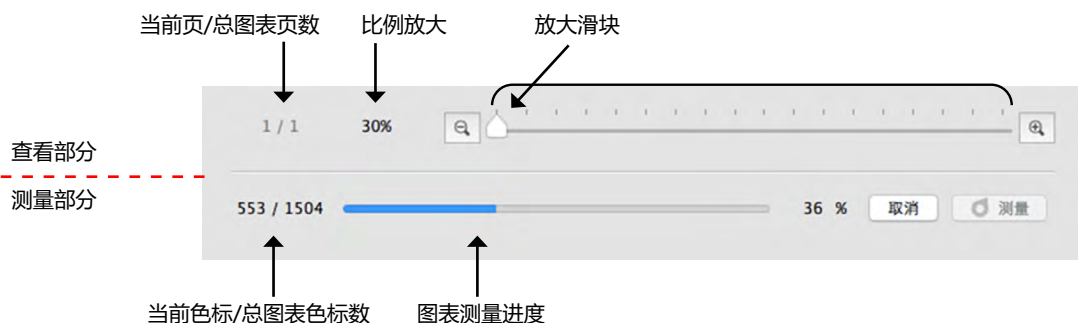 当前页/总图表页数 比例放大 放大滑块
1 / 1 30%
查看部分
测量部分
553 / 1504 36 % 取消 测量
当前色标/总图表色标数 图表测量进度